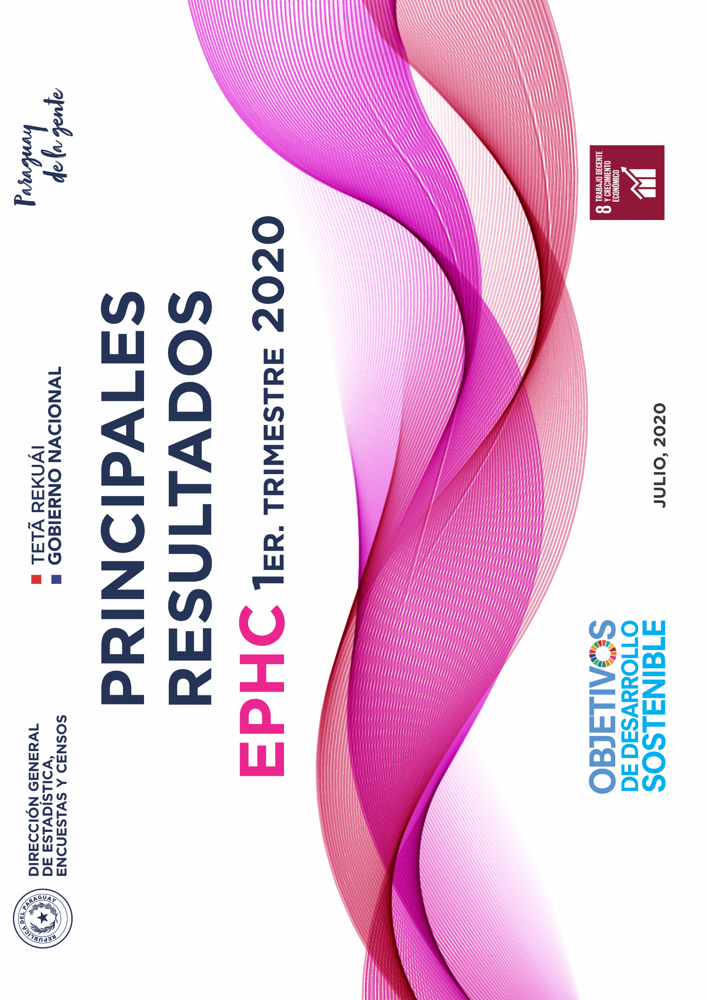 REPÚBLICA DEL PARAGUAY
DIRECCIÓN GENERAL
DE ESTADÍSTICA,
ENCUESTAS Y CENSOS
TETÃ REKUÁI
GOBIERNO NACIONAL
Paraguay
de la gente
PRINCIPALES
RESULTADOS
EPHC 1ER. TRIMESTRE 2020
OBJETIVOS
DE DESARROLLO
SOSTENIBLE
JULIO, 2020
8 TRABAJO DECENTE
Y CRECIMIENTO
ECONÓMICO